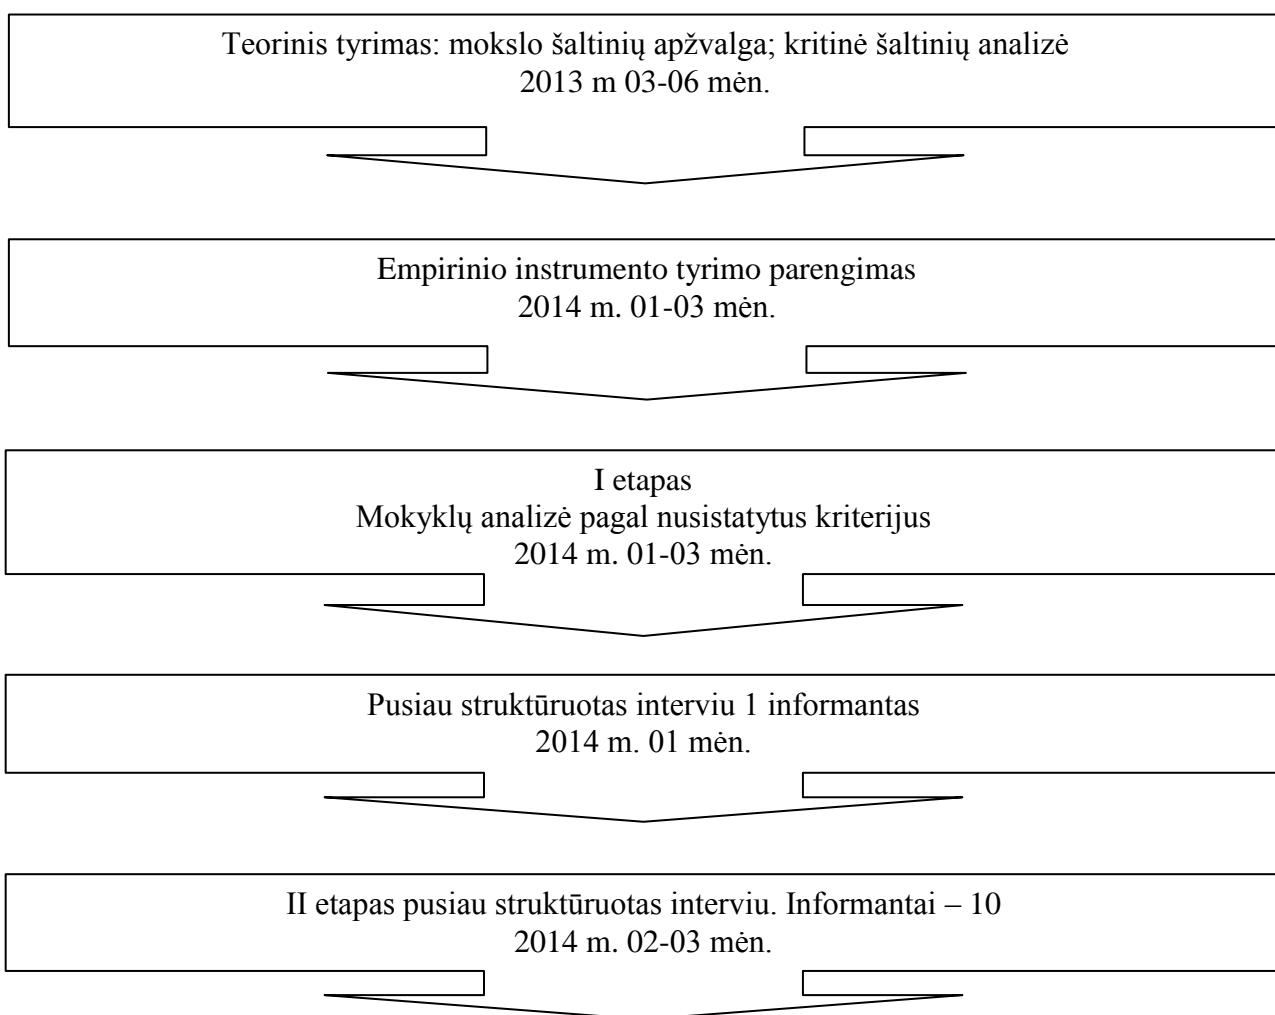 Teorinis tyrimas: mokslo šaltinių apžvalga; kritinė šaltinių analizė
2013 m 03-06 mėn.
Empirinio instrumento tyrimo parengimas
2014 m. 01-03 mėn.
I etapas
Mokyklų analizė pagal nusistatytus kriterijus
2014 m. 01-03 mėn.
Pusiau struktūruotas interviu 1 informantas
2014 m. 01 mėn.
II etapas pusiau struktūruotas interviu. Informantai – 10
2014 m. 02-03 mėn.